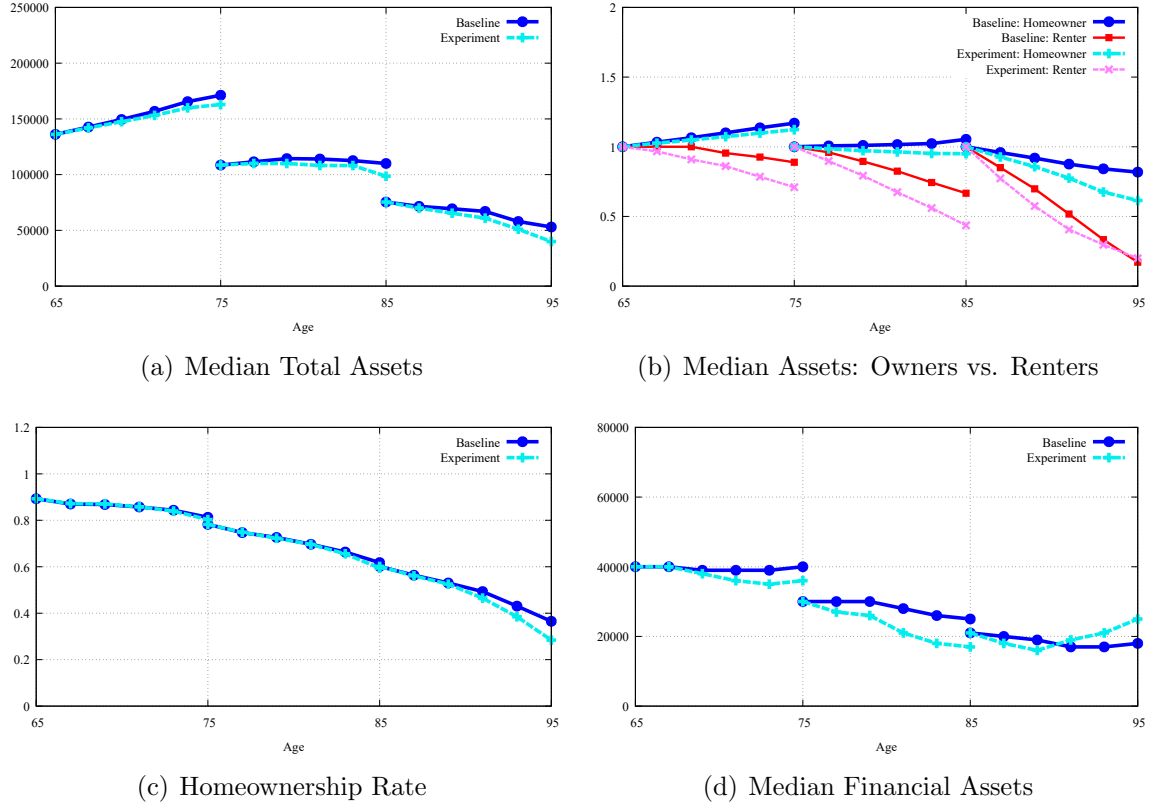 250000
200000
150000
100000
50000
0
65 75 85 95
Age
Baseline
Experiment
(a) Median Total Assets
2
1.5
1
0.5
0
65 75 85 95
Age
Baseline: Homeowner
Baseline: Renter
Experiment: Homeowner
Experiment: Renter
(b) Median Assets: Owners vs. Renters
1.2
1
0.8
0.6
0.4
0.2
0
65 75 85 95
Age
Baseline
Experiment
(c) Homeownership Rate
80000
60000
40000
20000
0
65 75 85 95
Age
Baseline
Experiment
(d) Median Financial Assets